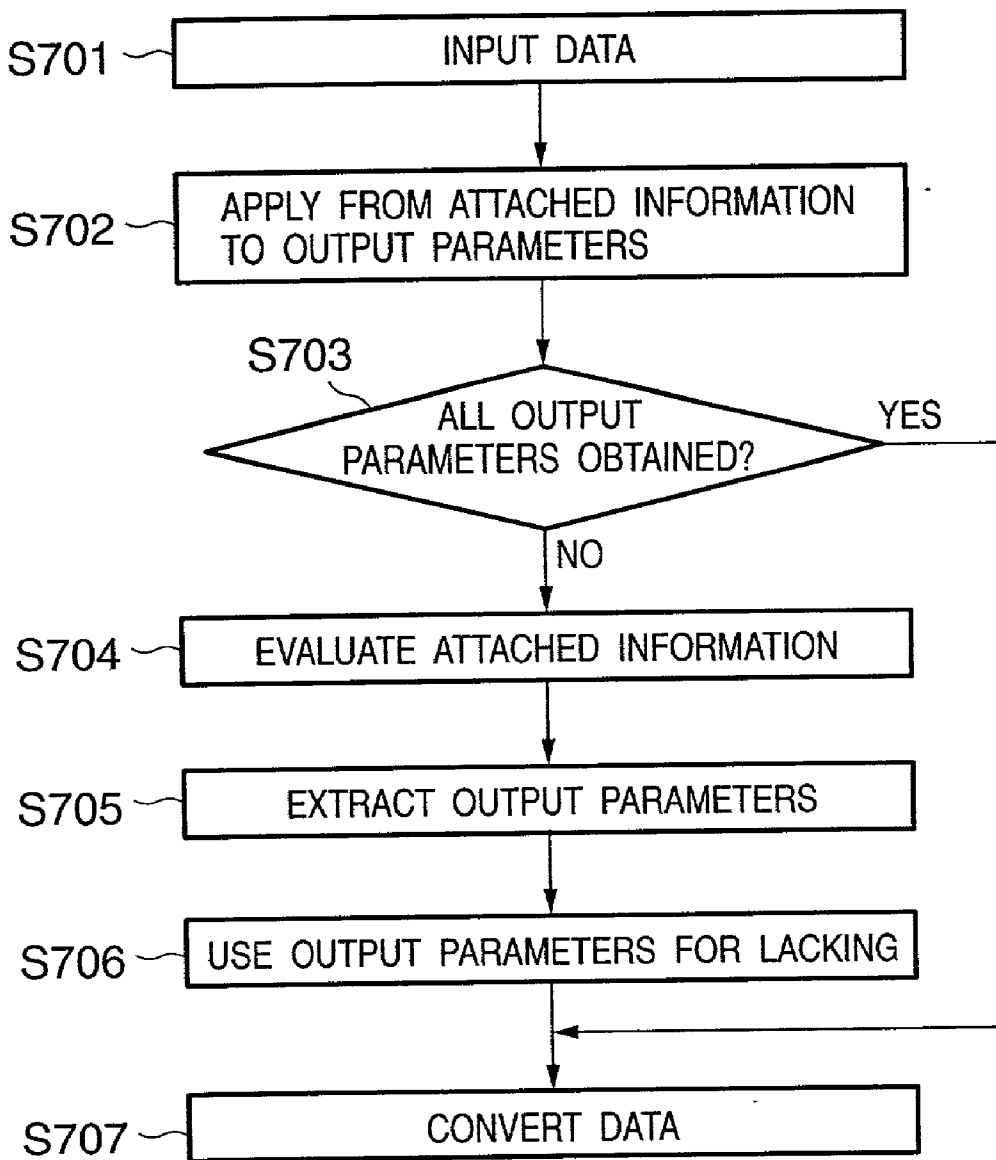 S701
INPUT DATA
S702
APPLY FROM ATTACHED INFORMATION
TO OUTPUT PARAMETERS
S703
ALL OUTPUT
PARAMETERS OBTAINED?
YES
NO
S704
EVALUATE ATTACHED INFORMATION
S705
EXTRACT OUTPUT PARAMETERS
S706
USE OUTPUT PARAMETERS FOR LACKING
S707
CONVERT DATA